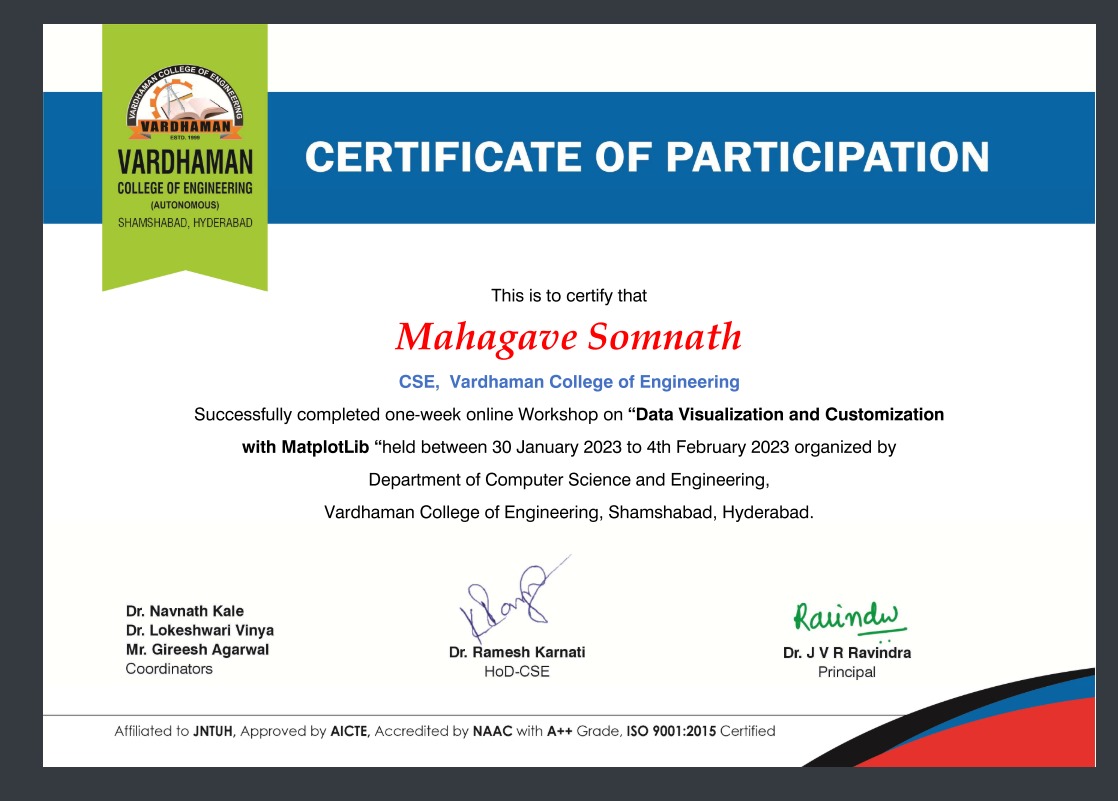 VARDHAMAN COLLEGE OF ENGINEERING
VARDHAMAN
ESTD. 1999
VARDHAMAN
COLLEGE OF ENGINEERING
(AUTONOMOUS)
SHAMSHABAD, HYDERABAD
CERTIFICATE OF PARTICIPATION
This is to certify that
Mahagave Somnath
CSE, Vardhaman College of Engineering
Successfully completed one-week online Workshop on “Data Visualization and Customization
with MatplotLib “held between 30 January 2023 to 4th February 2023 organized by
Department of Computer Science and Engineering,
Vardhaman College of Engineering, Shamshabad, Hyderabad.
Dr. Navnath Kale
Dr. Lokeshwari Vinya
Mr. Gireesh Agarwal
Coordinators
Dr. Ramesh Karnati
HoD-CSE
Ravindra
Dr. J V R Ravindra
Principal
Affiliated to JNTUH, Approved by AICTE, Accredited by NAAC with A++ Grade, ISO 9001:2015 Certified